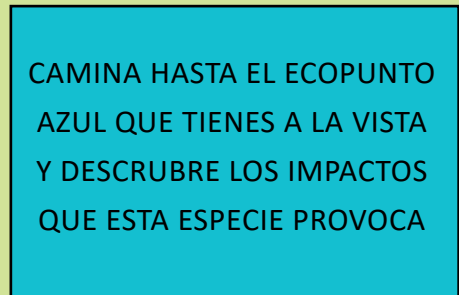 CAMINA HASTA EL ECOPUNTO
AZUL QUE TIENES A LA VISTA
Y DESCRUBRE LOS IMPACTOS
QUE ESTA ESPECIE PROVOCA